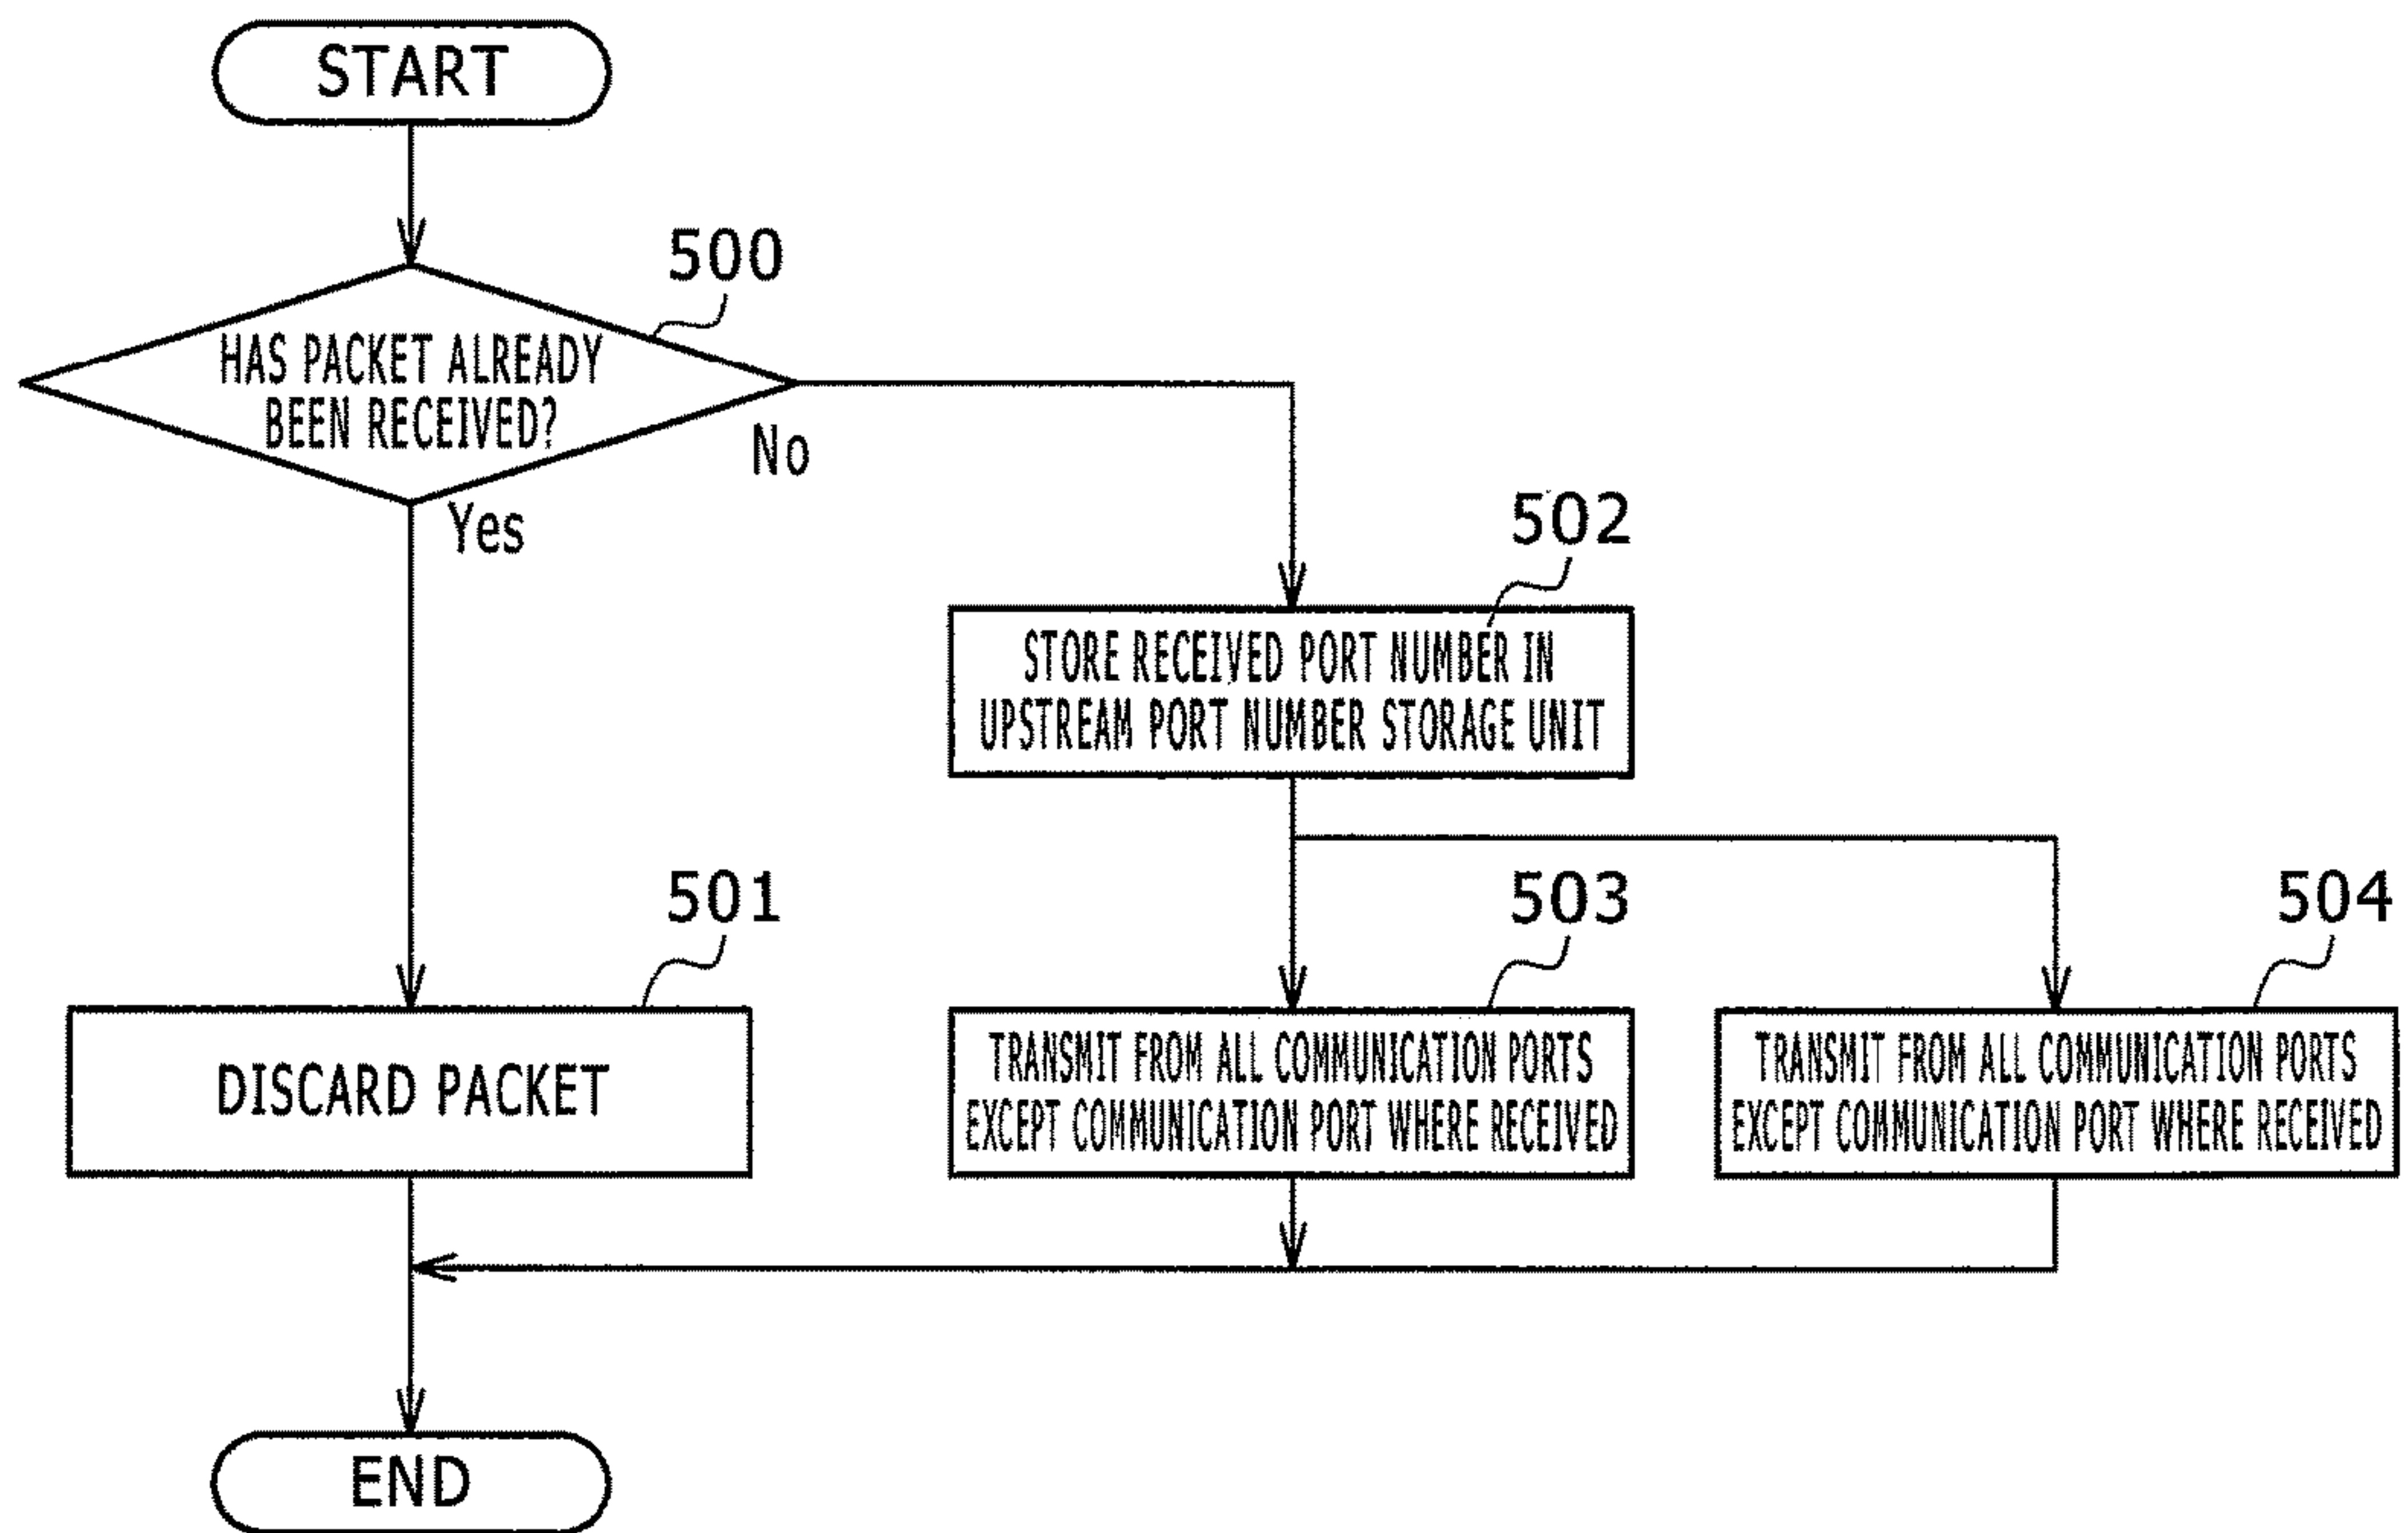 START
500
HAS PACKET ALREADY
BEEN RECEIVED?
No
Yes
502
STORE RECEIVED PORT NUMBER IN
UPSTREAM PORT NUMBER STORAGE UNIT
501
503
504
DISCARD PACKET
TRANSMIT FROM ALL COMMUNICATION PORTS
EXCEPT COMMUNICATION PORT WHERE RECEIVED
TRANSMIT FROM ALL COMMUNICATION PORTS
EXCEPT COMMUNICATION PORT WHERE RECEIVED
END